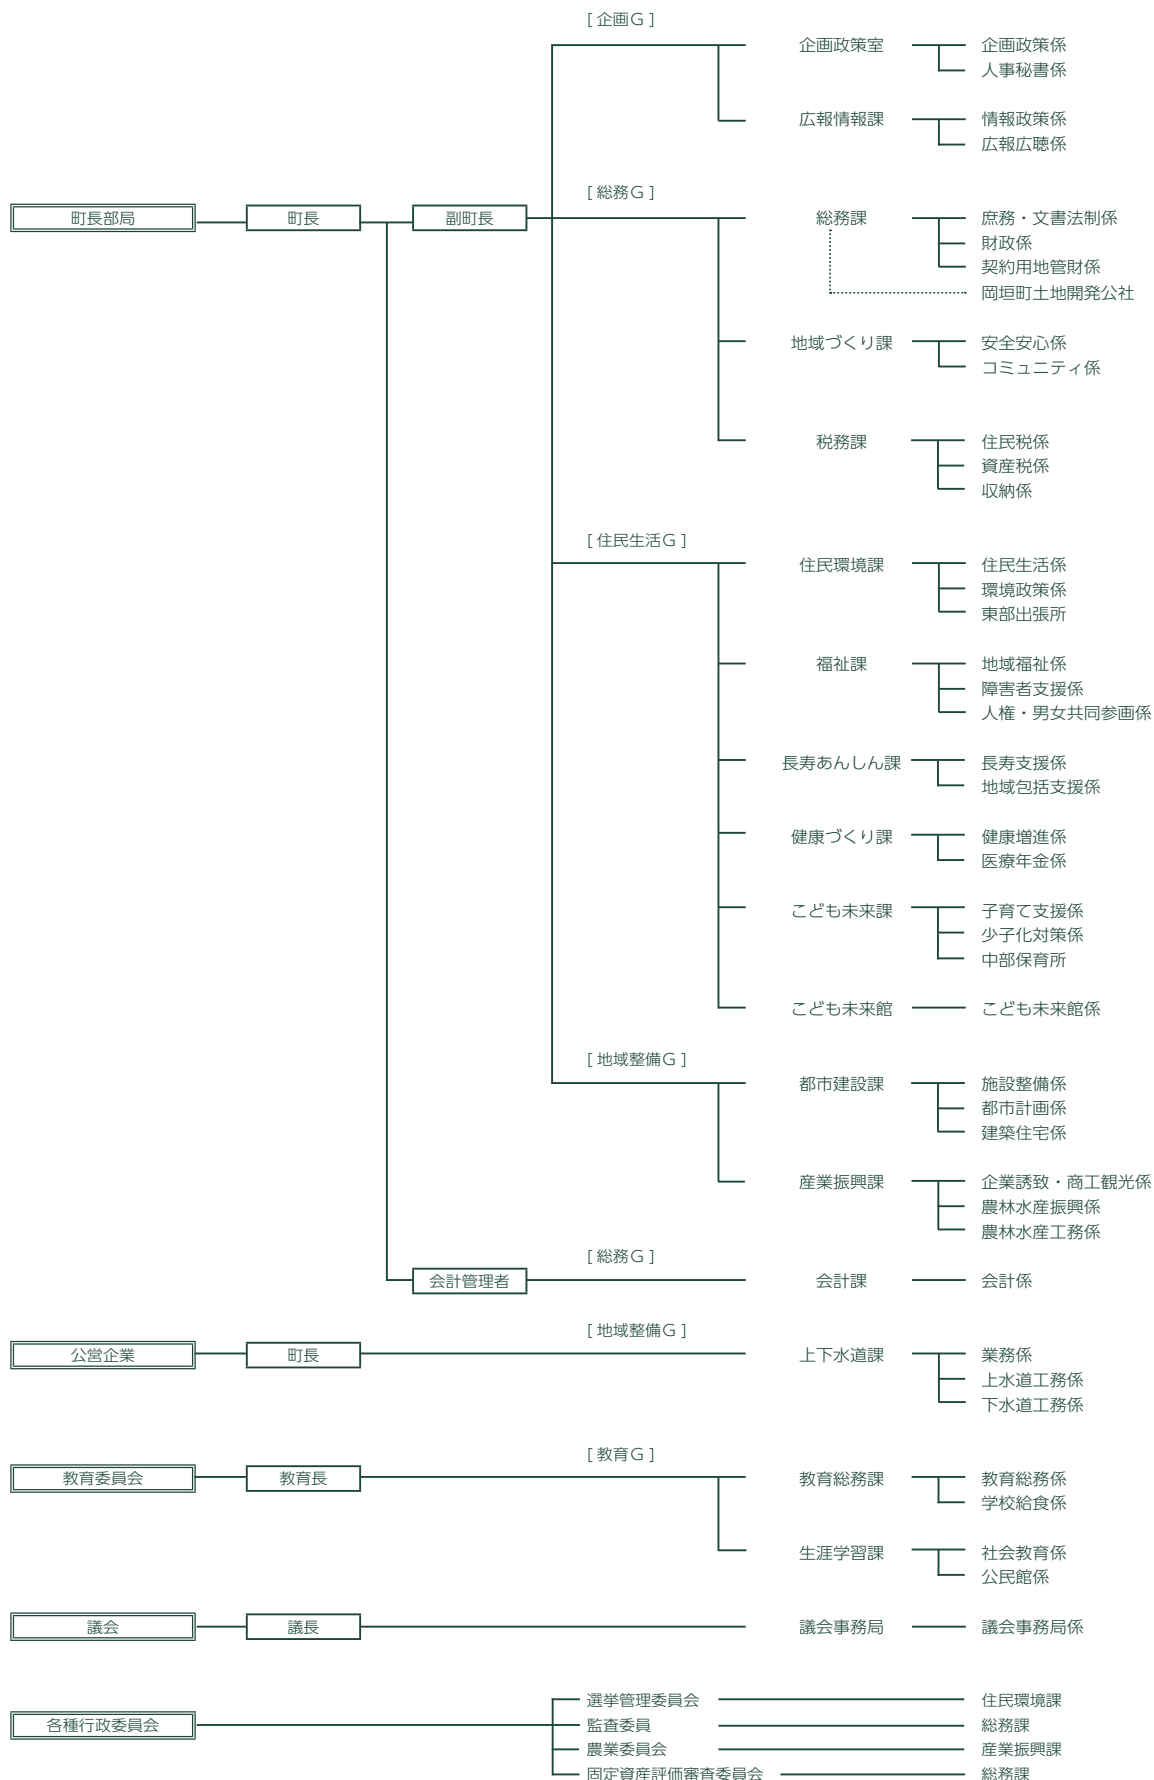 [ 企画G ]
企画政策室 企画政策係
人事秘書係
広報情報課 情報政策係
広報広聴係
[ 総務G ]
町長部局 町長 副町長 総務課 庶務・文書法制係
財政係
契約用地管財係
岡垣町土地開発公社
地域づくり課 安全安心係
コミュニティ係
税務課 住民税係
資産税係
収納係
[ 住民生活G ]
住民環境課 住民生活係
環境政策係
東部出張所
福祉課 地域福祉係
障害者支援係
人権・男女共同参画係
長寿あんしん課 長寿支援係
地域包括支援係
健康づくり課 健康増進係
医療年金係
こども未来課 子育て支援係
少子化対策係
中部保育所
こども未来館 こども未来館係
[ 地域整備G ]
都市建設課 施設整備係
都市計画係
建築住宅係
産業振興課 企業誘致・商工観光係
農林水産振興係
農林水産工務係
[ 総務G ]
会計管理者 会計課 会計係
[ 地域整備G ]
公営企業 町長 上下水道課 業務係
上水道工務係
下水道工務係
[ 教育G ]
教育委員会 教育長 教育総務課 教育総務係
学校給食係
生涯学習課 社会教育係
公民館係
議会 議長 議会事務局 議会事務局係
選挙管理委員会 住民環境課
各種行政委員会 監査委員 総務課
農業委員会 産業振興課
固定資産評価審査委員会 総務課